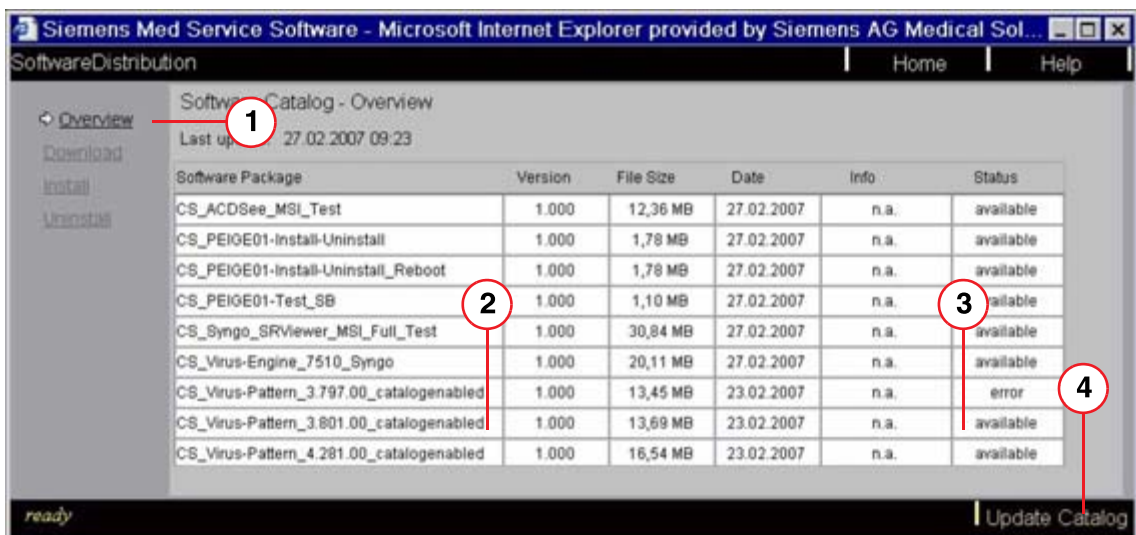 Siemens Med Service Software - Microsoft Internet Explorer provided by Siemens AG Medical Sol...
SoftwareDistribution Home Help
Overview
Download
Install
Uninstall
Software Catalog - Overview
1
Last up 27.02.2007 09:23
Software Package Version File Size Date Info Status
CS_ACDSee_MSI_Test 1.000 12,36 MB 27.02.2007 n.a. available
CS_PEIGE01-Install-Uninstall 1.000 1,78 MB 27.02.2007 n.a. available
CS_PEIGE01-Install-Uninstall_Reboot 1.000 1,78 MB 27.02.2007 n.a. available
CS_PEIGE01-Test_SB 1.000 1,10 MB 27.02.2007 n.a. available
2 3
CS_Syngo_SRViewer_MSI_Full_Test 1.000 30,84 MB 27.02.2007 n.a. available
CS_Virus-Engine_7510_Syngo 1.000 20,11 MB 27.02.2007 n.a. available
CS_Virus-Pattern_3.797.00_catalogenabled 1.000 13,45 MB 23.02.2007 n.a. error
4
CS_Virus-Pattern_3.801.00_catalogenabled 1.000 13,69 MB 23.02.2007 n.a. available
CS_Virus-Pattern_4.281.00_catalogenabled 1.000 16,54 MB 23.02.2007 n.a. available
ready Update Catalog